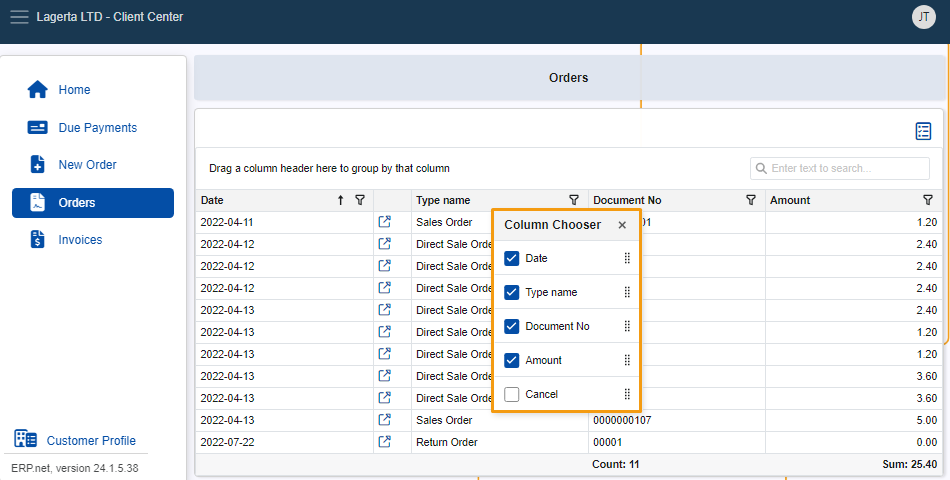 Lagerta LTD - Client Center
JT
Home
Due Payments
New Order
Orders
Invoices
Customer Profile
ERP.net, version 24.1.5.38
Orders
Drag a column header here to group by that column
Enter text to search...
Date Type name Document No Amount
2022-04-11 Sales Order 01 1.20
2022-04-12 Direct Sale Orde 2.40
2022-04-12 Direct Sale Orde 2.40
2022-04-12 Direct Sale Orde 2.40
2022-04-13 Direct Sale Orde 2.40
2022-04-13 Direct Sale Orde 1.20
2022-04-13 Direct Sale Orde 1.20
2022-04-13 Direct Sale Orde 3.60
2022-04-13 Direct Sale Orde 3.60
2022-04-13 Sales Order 0000000107 5.00
2022-07-22 Return Order 00001 0.00
Count: 11 Sum: 25.40
Column Chooser
Date
Type name
Document No
Amount
Cancel